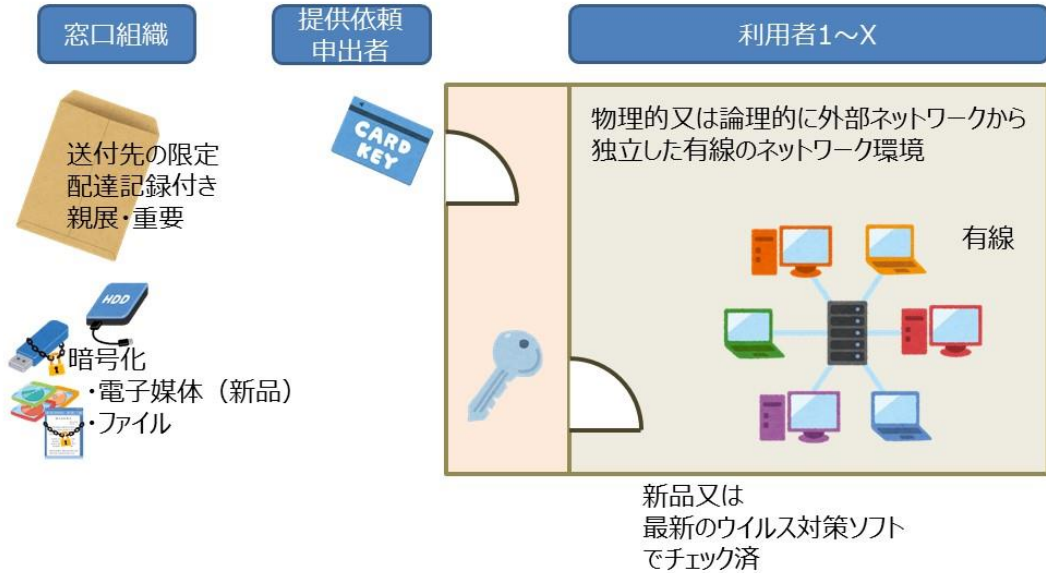 窓口組織
提供依頼
申出者
利用者1～X
送付先の限定
配達記録付き
親展・重要
CARD
KEY
物理的又は論理的に外部ネットワークから
独立した有線のネットワーク環境
有線
HDD
暗号化
・電子媒体（新品）
・ファイル
新品又は
最新のウイルス対策ソフト
でチェック済